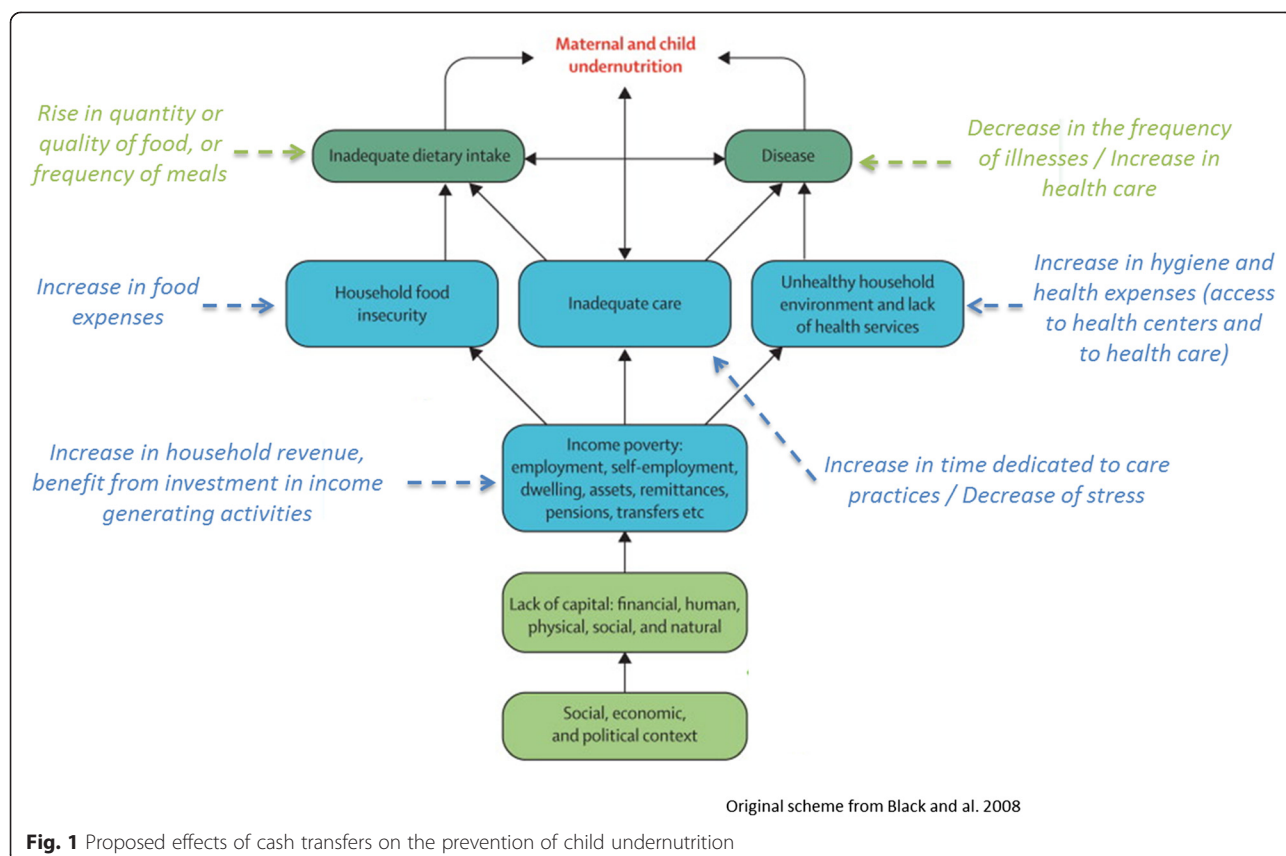 Maternal and child
undernutrition
Rise in quantity or
quality of food, or
frequency of meals
Inadequate dietary intake
Disease
Decrease in the frequency
of illnesses / Increase in
health care
Increase in food
expenses
Household food
insecurity
Inadequate care
Unhealthy household
environment and lack
of health services
Increase in hygiene and
health expenses (access
to health centers and
to health care)
Increase in household revenue,
benefit from investment in income
generating activities
Income poverty:
employment, self-employment,
dwelling, assets, remittances,
pensions, transfers etc
Increase in time dedicated to care
practices / Decrease of stress
Lack of capital: financial, human,
physical, social, and natural
Social, economic,
and political context
Original scheme from Black and al. 2008
Fig. 1 Proposed effects of cash transfers on the prevention of child undernutrition